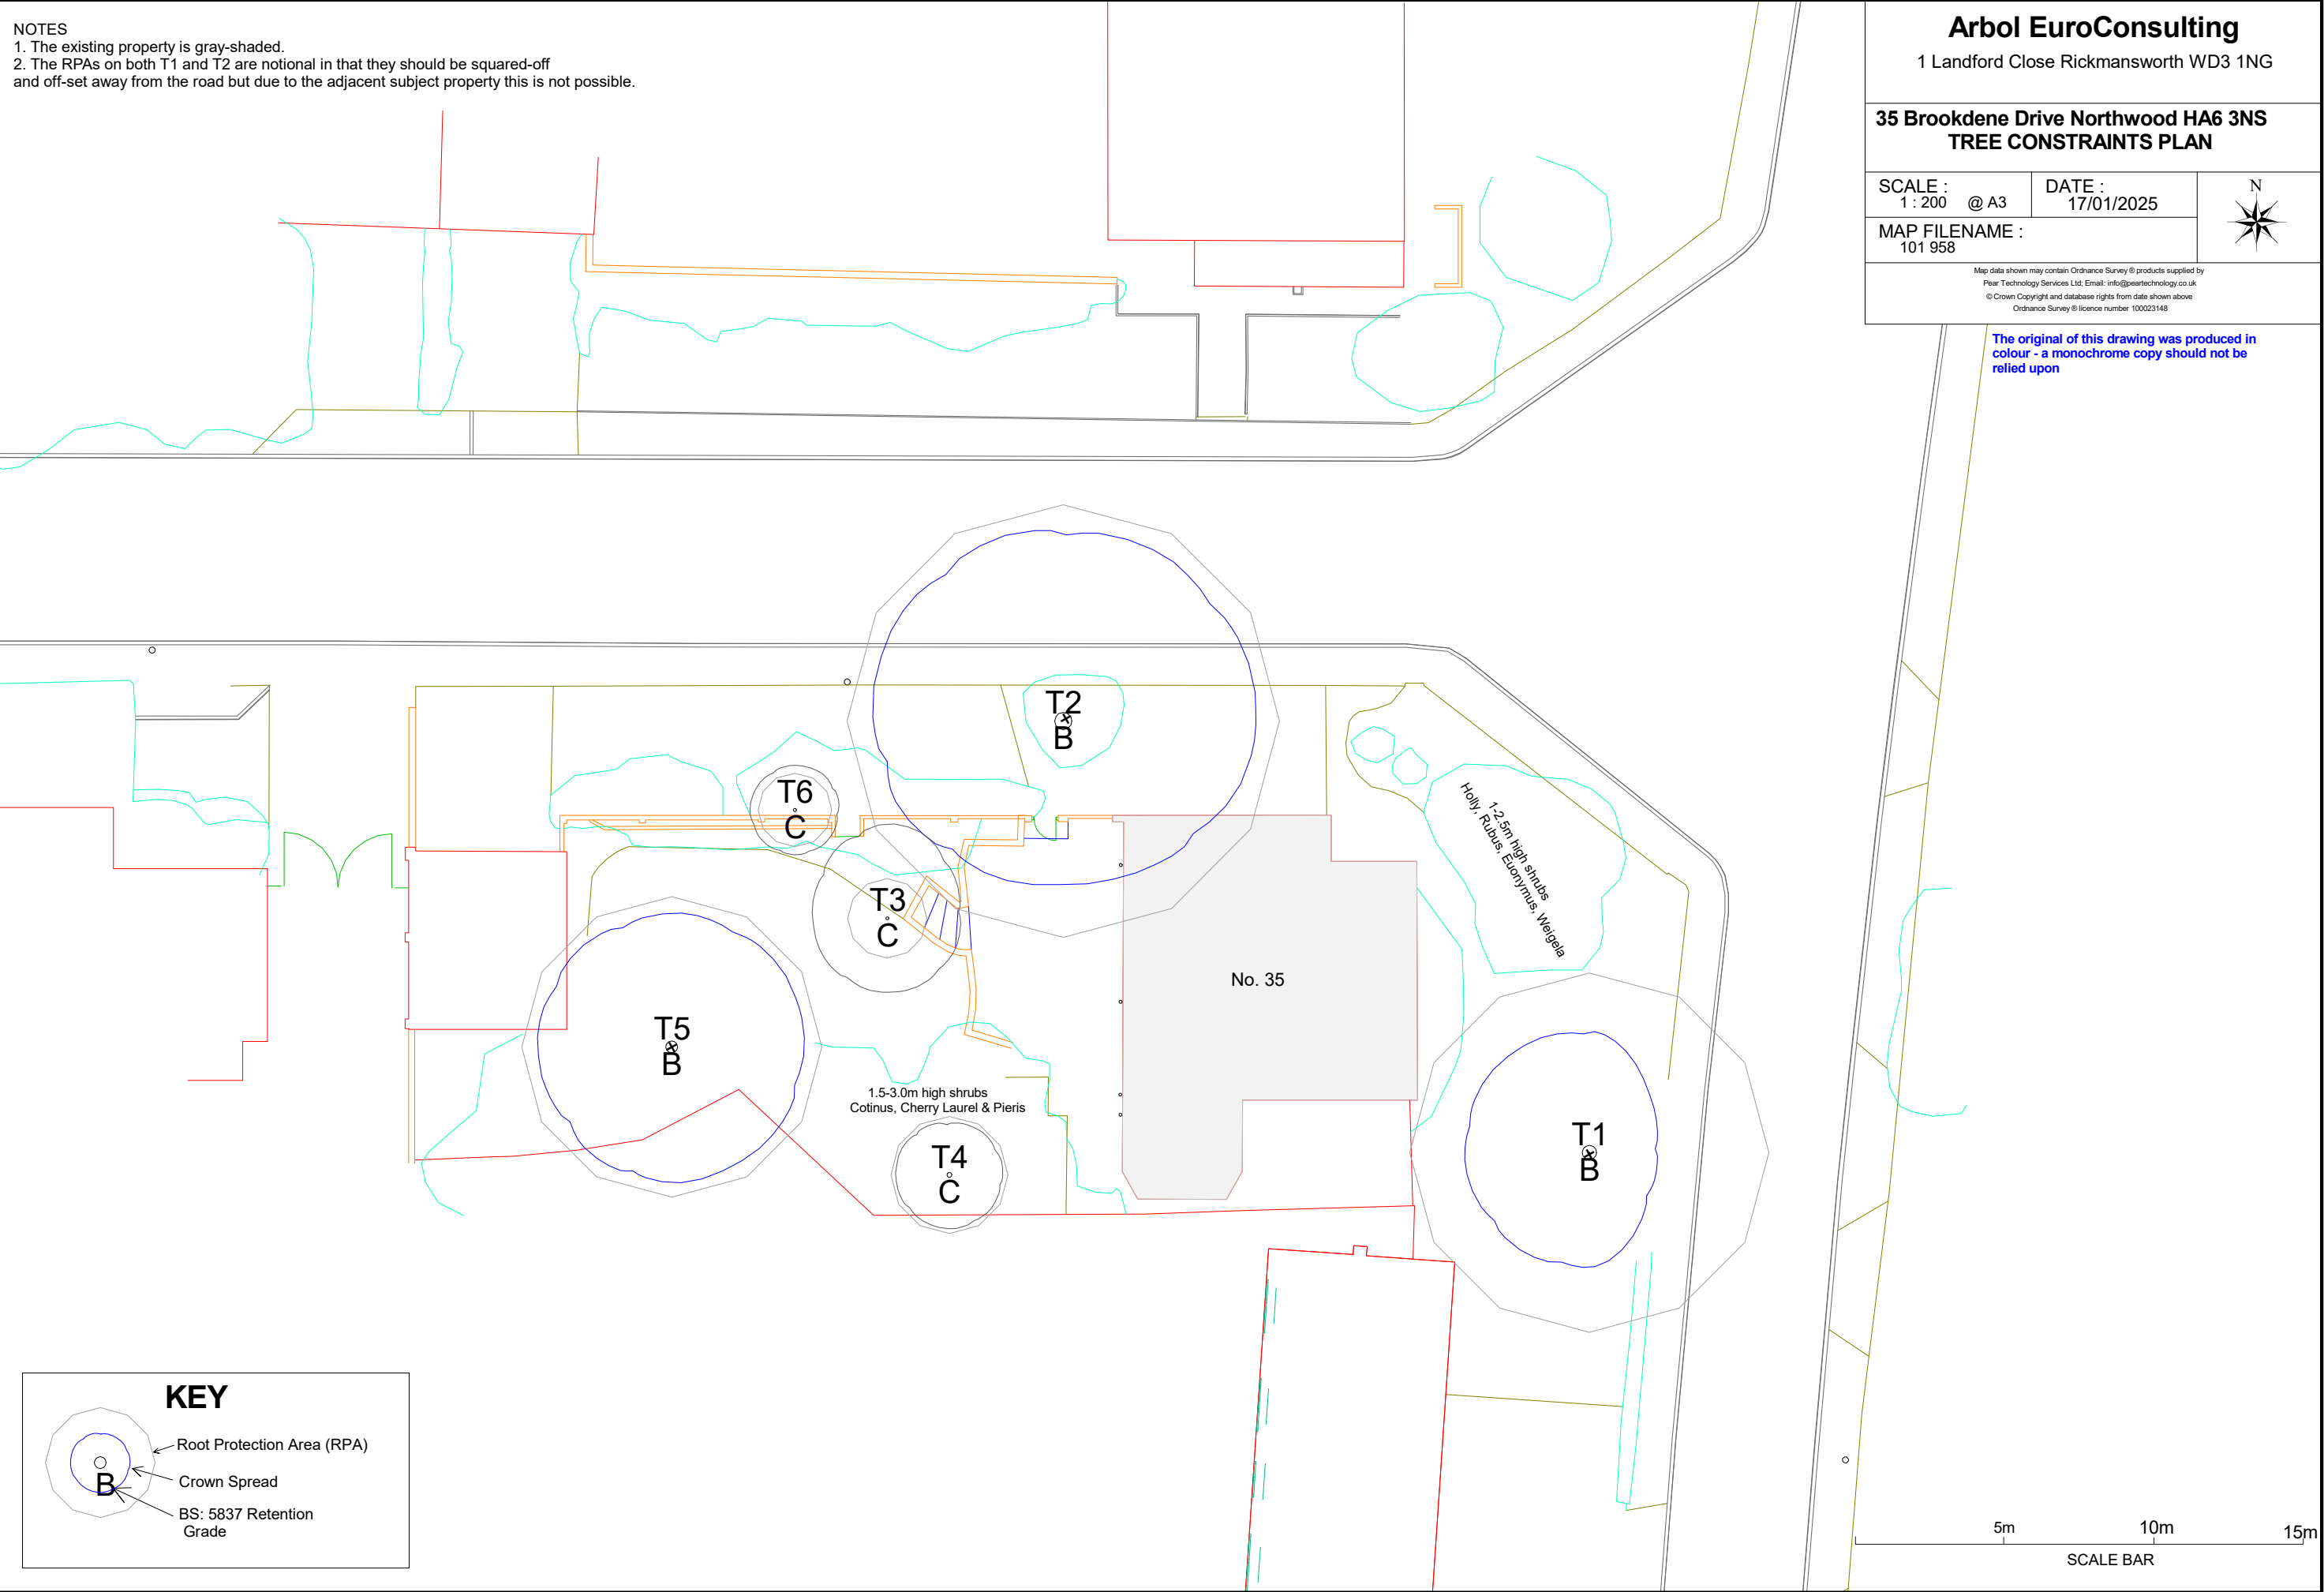 NOTES
1. The existing property is gray-shaded.
2. The RPAs on both T1 and T2 are notional in that they should be squared-off
and off-set away from the road but due to the adjacent subject property this is not possible.
Arbol EuroConsulting
1 Landford Close Rickmansworth WD3 1NG
35 Brookdene Drive Northwood HA6 3NS
TREE CONSTRAINTS PLAN
SCALE :
1 : 200 @ A3
DATE :
17/01/2025
N
MAP FILENAME :
101 958
Map data shown may contain Ordnance Survey ® products supplied by
Pear Technology Services Ltd; Email: info@peartechnology.co.uk
© Crown Copyright and database rights from date shown above
Ordnance Survey ® licence number 100023148
The original of this drawing was produced in
colour - a monochrome copy should not be
relied upon
T2
B
T6
C
1-2.5m high shrubs
Holly, Rubus, Euonymus, Weigela
T3
C
No. 35
T5
B
1.5-3.0m high shrubs
Cotinus, Cherry Laurel & Pieris
T4
C
T1
B
KEY
Root Protection Area (RPA)
Crown Spread
B
BS: 5837 Retention
Grade
5m
10m
15m
SCALE BAR